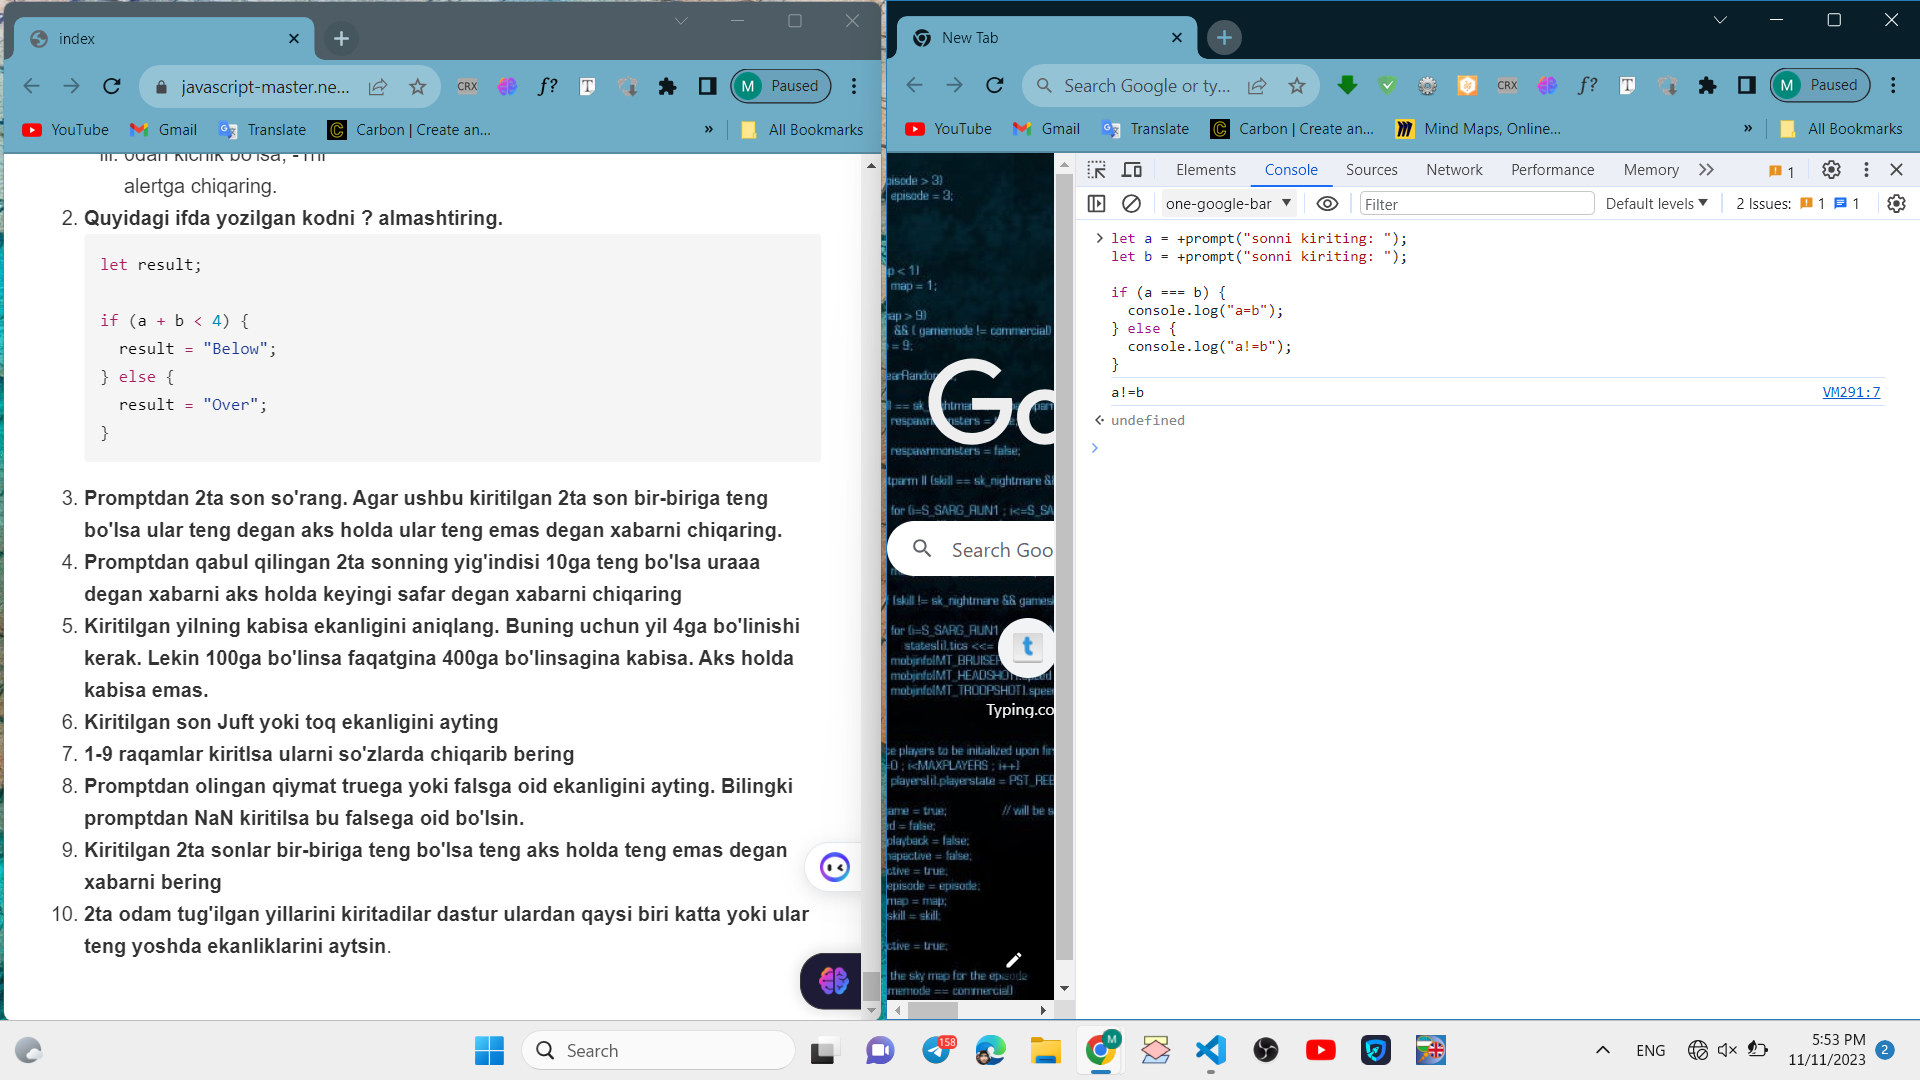 index
javascript-master.ne...
Paused
YouTube
Gmail
Translate
Carbon | Create an...
»
All Bookmarks
alertga chiqaring.
2. Quyidagi ifda yozilgan kodni ? almashtiring.
let result;
if (a + b < 4) {
result = "Below";
} else {
result = "Over";
}
3. Promptdan 2ta son so'rang. Agar ushbu kiritilgan 2ta son bir-biriga teng
bo'lsa ular teng degan aks holda ular teng emas degan xabarni chiqaring.
4. Promptdan qabul qilingan 2ta sonning yig'indisi 10ga teng bo'lsa uraaa
degan xabarni aks holda keyingi safar degan xabarni chiqaring
5. Kiritilgan yilning kabisa ekanligini aniqlang. Buning uchun yil 4ga bo'linishi
kerak. Lekin 100ga bo'linsa faqatgina 400ga bo'linsagina kabisa. Aks holda
kabisa emas.
6. Kiritilgan son Juft yoki toq ekanligini ayting
7. 1-9 raqamlar kiritlsa ularni so'zlarda chiqarib bering
8. Promptdan olingan qiymat truega yoki falsga oid ekanligini ayting. Bilingki
promptdan NaN kiritilsa bu falsega oid bo'lsin.
9. Kiritilgan 2ta sonlar bir-biriga teng bo'lsa teng aks holda teng emas degan
xabarni bering
10. 2ta odam tug'ilgan yillarini kiritadilar dastur ulardan qaysi biri katta yoki ular
teng yoshda ekanliklarini aytsin.
New Tab
Search Google or ty...
CRX
Paused
YouTube
Gmail
Translate
Carbon | Create an...
Mind Maps, Online...
»
All Bookmarks
Search Goo
Typing.co
Elements
Console
Sources
Network
Performance
Memory
1
one-google-bar
Filter
Default levels
2 Issues:
1
1
let a = +prompt("sonni kiriting: ");
let b = +prompt("sonni kiriting: ");
if (a === b) {
console.log("a=b");
} else {
console.log("a!=b");
}
a!=b
VM291:7
undefined
Search
158
ENG
5:53 PM
11/11/2023
2